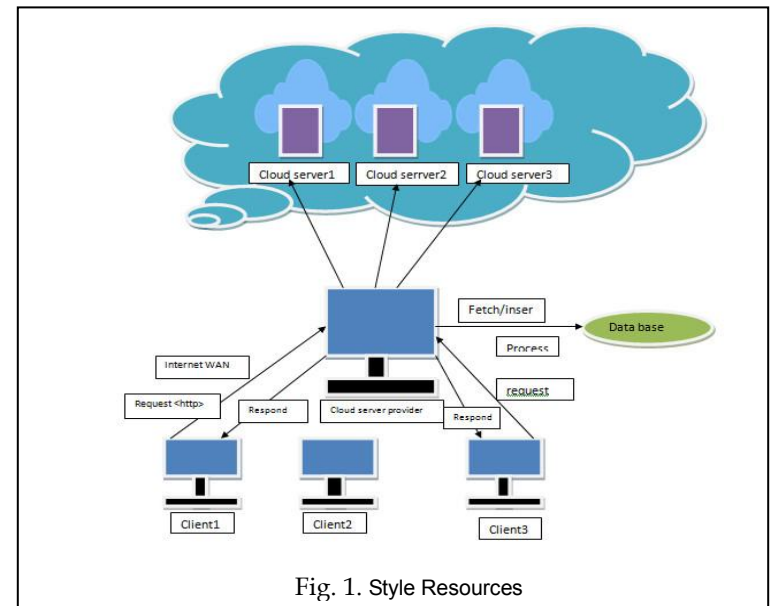 Cloud server1
Cloud serrver2
Cloud server3
Fetch/inser
Data base
Process
Internet WAN
request
Request <http>
Respond
Cloud server provider
Respond
Client1
Client2
Client3
Fig. 1. Style Resources